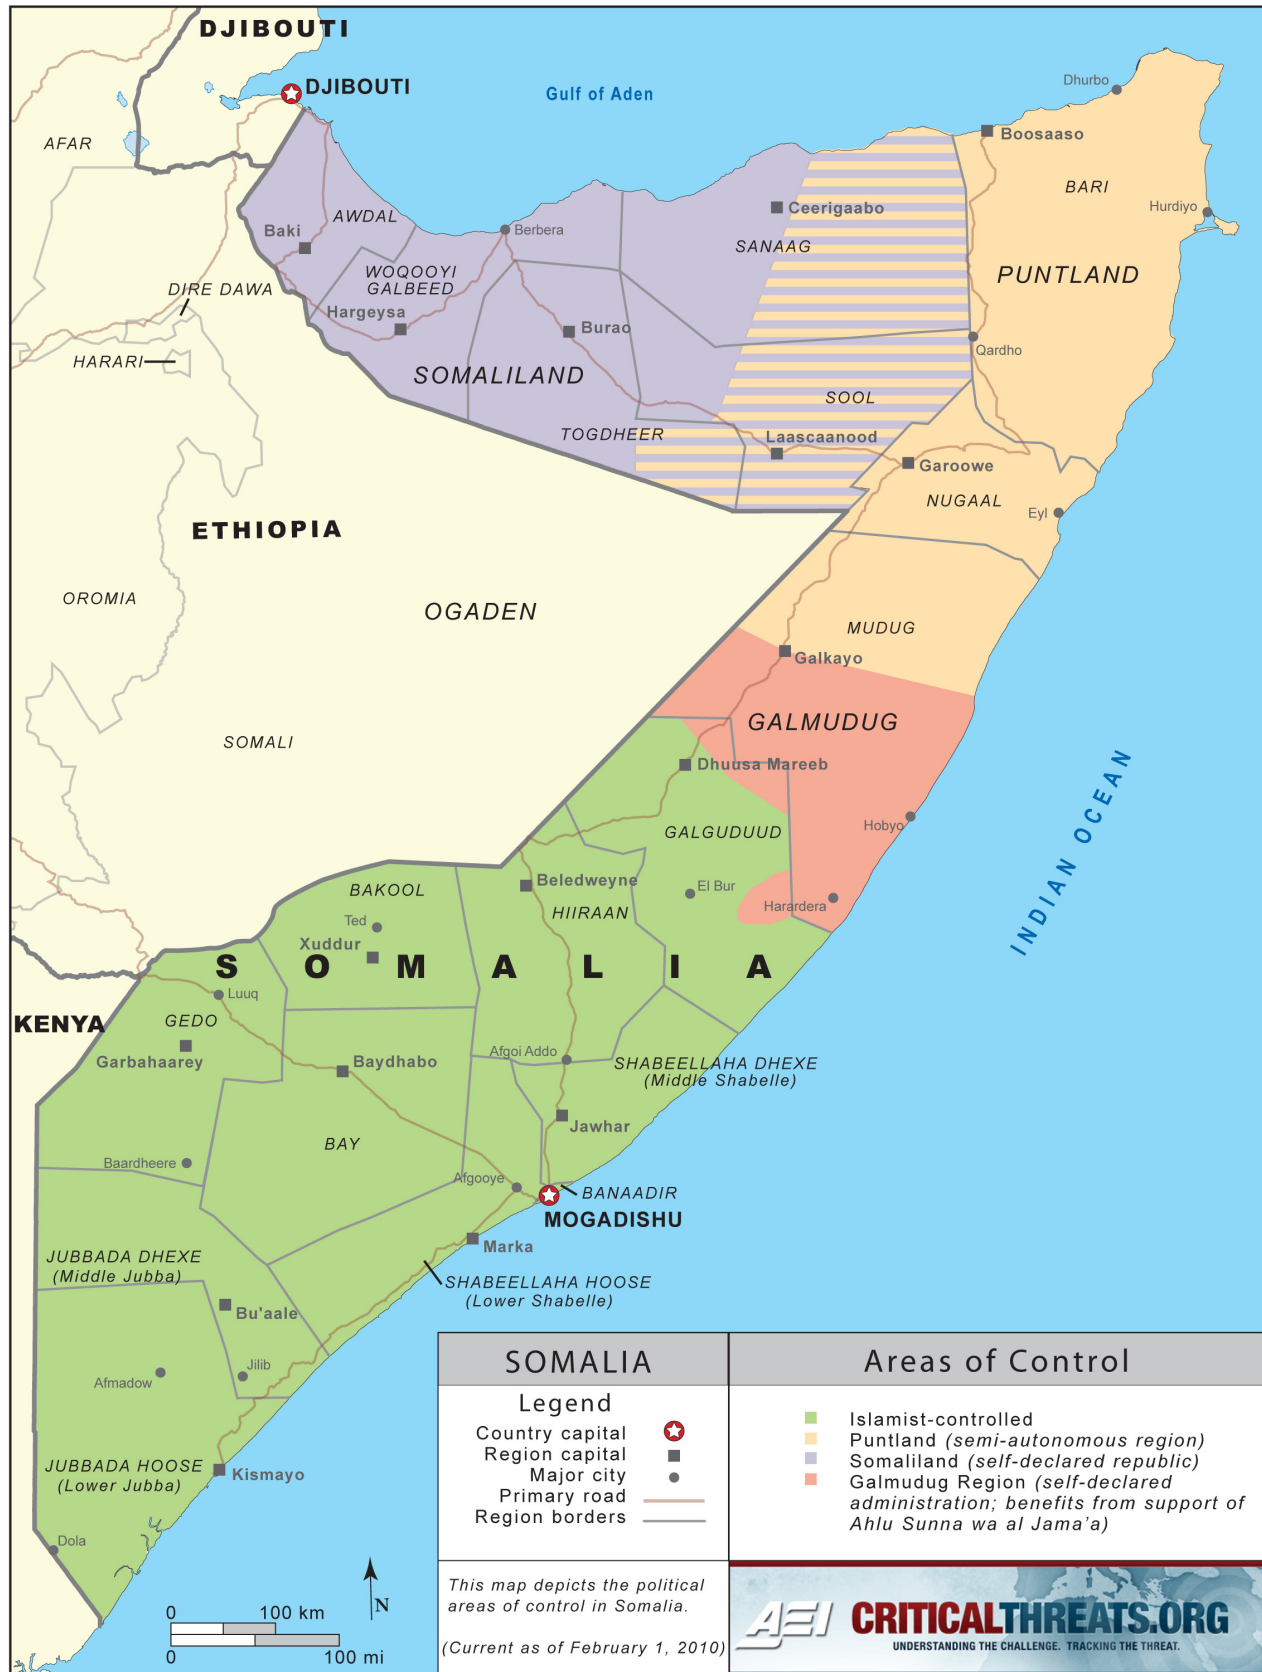 DJIBOUTI
DJIBOUTI
Gulf of Aden
Dhurbo
Boosaaso
AFAR
BARI
Hurdiyo
Ceerigaabo
AWDAL
Baki
Berbera
SANAAG
WOQOOYI
GALBEED
PUNTLAND
DIRE DAWA
Hargeysa
Burao
Qardho
HARARI
SOMALILAND
SOOL
TOGDHEER
Laascaanood
Garoowe
NUGAAL
Eyl
ETHIOPIA
OROMIA
OGADEN
MUDUG
Galkayo
GALMUDUG
SOMALI
Dhuusa Mareeb
INDIAN OCEAN
Hobyo
GALGUDUUD
Beledweyne
El Bur
BAKOOL
HIIRAAN
Harardera
Ted
Xuddur
SOMALIA
Luuq
KENYA
GEDO
Garbahaarey
Baydhabo
Afgoi Addo
SHABEELLAHA DHEXE
(Middle Shabelle)
Jawhar
BAY
Baardheere
Afgooye
BANAADIR
MOGADISHU
Marka
JUBBADA DHEXE
(Middle Jubba)
SHABEELLAHA HOOSE
(Lower Shabelle)
Bu'aale
Jilib
Afmadow
JUBBADA HOOSE
(Lower Jubba)
Kismayo
Dola
0 100 km
0 100 mi
N
SOMALIA
Legend
Country capital
Region capital
Major city
Primary road
Region borders
This map depicts the political
areas of control in Somalia.
(Current as of February 1, 2010)
Areas of Control
Islamist-controlled
Puntland (semi-autonomous region)
Somaliland (self-declared republic)
Galmudug Region (self-declared
administration; benefits from support of
Ahlu Sunna wa al Jama'a)
AEI CRITICALTHREATS.ORG
UNDERSTANDING THE CHALLENGE. TRACKING THE THREAT.